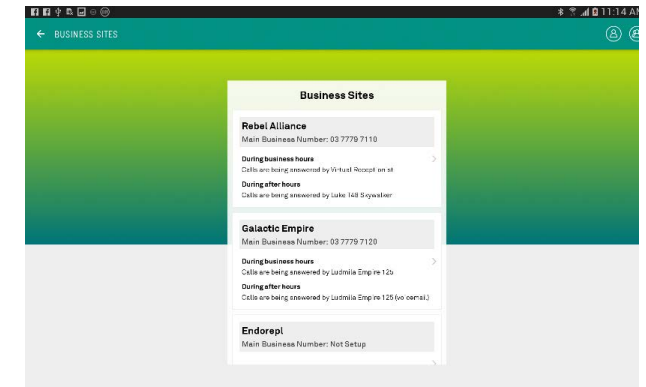 11:14 AM
BUSINESS SITES
Business Sites
Rebel Alliance
Main Business Number: 03 7779 7110
During business hours
Calls are being answered by Virtual Receptionist
During after hours
Calls are being answered by Luke 148 Skywalker
Galactic Empire
Main Business Number: 03 7779 7120
During business hours
Calls are being answered by Ludmila Empire 125
During after hours
Calls are being answered by Ludmila Empire 125 (voicemail)
Endorepl
Main Business Number: Not Setup